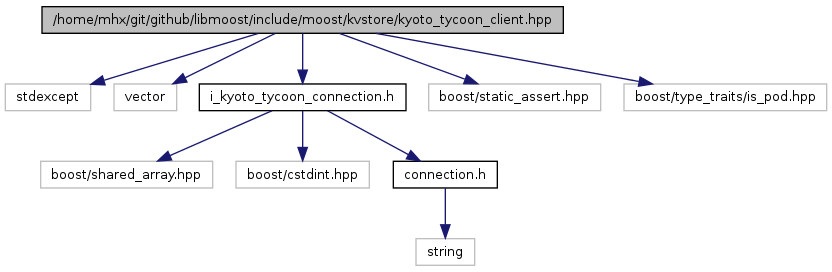 /home/mhx/git/github/libmoost/include/moost/kvstore/kyoto_tycoon_client.hpp
stdexcept
vector
i_kyoto_tycoon_connection.h
boost/static_assert.hpp
boost/type_traits/is_pod.hpp
boost/shared_array.hpp
boost/cstdint.hpp
connection.h
string